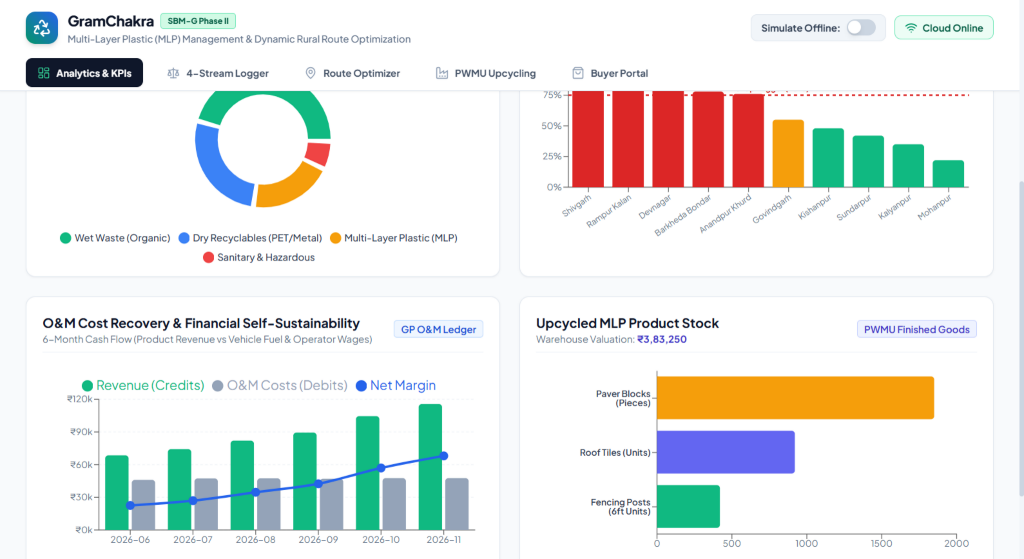 GramChakra
SBM-G Phase II
Multi-Layer Plastic (MLP) Management & Dynamic Rural Route Optimization
Simulate Offline:
Cloud Online
Analytics & KPIs
4-Stream Logger
Route Optimizer
PWMU Upcycling
Buyer Portal
Wet Waste (Organic)
Dry Recyclables (PET/Metal)
Multi-Layer Plastic (MLP)
Sanitary & Hazardous
75%
50%
25%
0%
Shivgarh
Rampur Kalan
Devnagar
Barkheda Bondar
Anandpur Khurd
Govindgarh
Kishanpur
Sundarpur
Kalyanpur
Mohanpur
O&M Cost Recovery & Financial Self-Sustainability
6-Month Cash Flow (Product Revenue vs Vehicle Fuel & Operator Wages)
GP O&M Ledger
Revenue (Credits)
O&M Costs (Debits)
Net Margin
₹120k
₹90k
₹60k
₹30k
₹0k
2026-06
2026-07
2026-08
2026-09
2026-10
2026-11
Upcycled MLP Product Stock
Warehouse Valuation: ₹3,83,250
PWMU Finished Goods
Paver Blocks
(Pieces)
Roof Tiles (Units)
Fencing Posts
(6ft Units)
0
500
1000
1500
2000